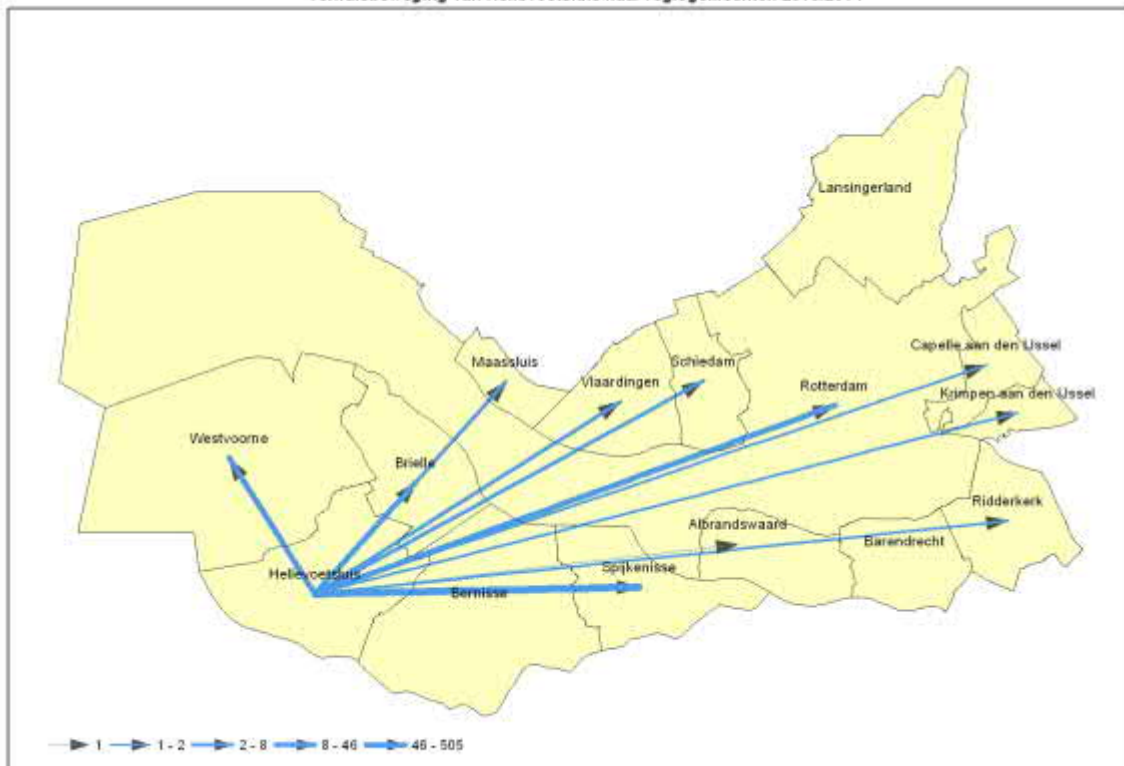 Lansingerland
Capelle aan den IJssel
Maassluis
Schiedam
Vlaardingen
Rotterdam
Krimpen aan den IJssel
Westvoorne
Brielle
Ridderkerk
Albrandswaard
Barendrecht
Hellevoetsluis
Spijkenisse
Bernisse
1 1 - 2 2 - 8 8 - 46 46 - 505